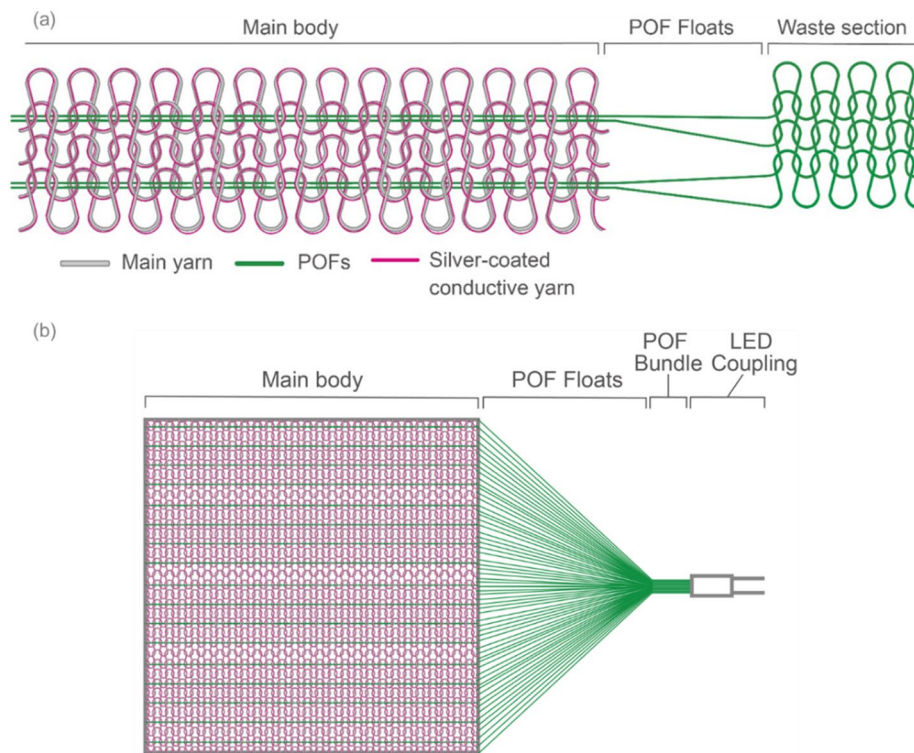 (a)
Main body POF Floats Waste section
Main yarn POFs Silver-coated
conductive yarn
(b)
POF LED
Bundle Coupling
Main body POF Floats